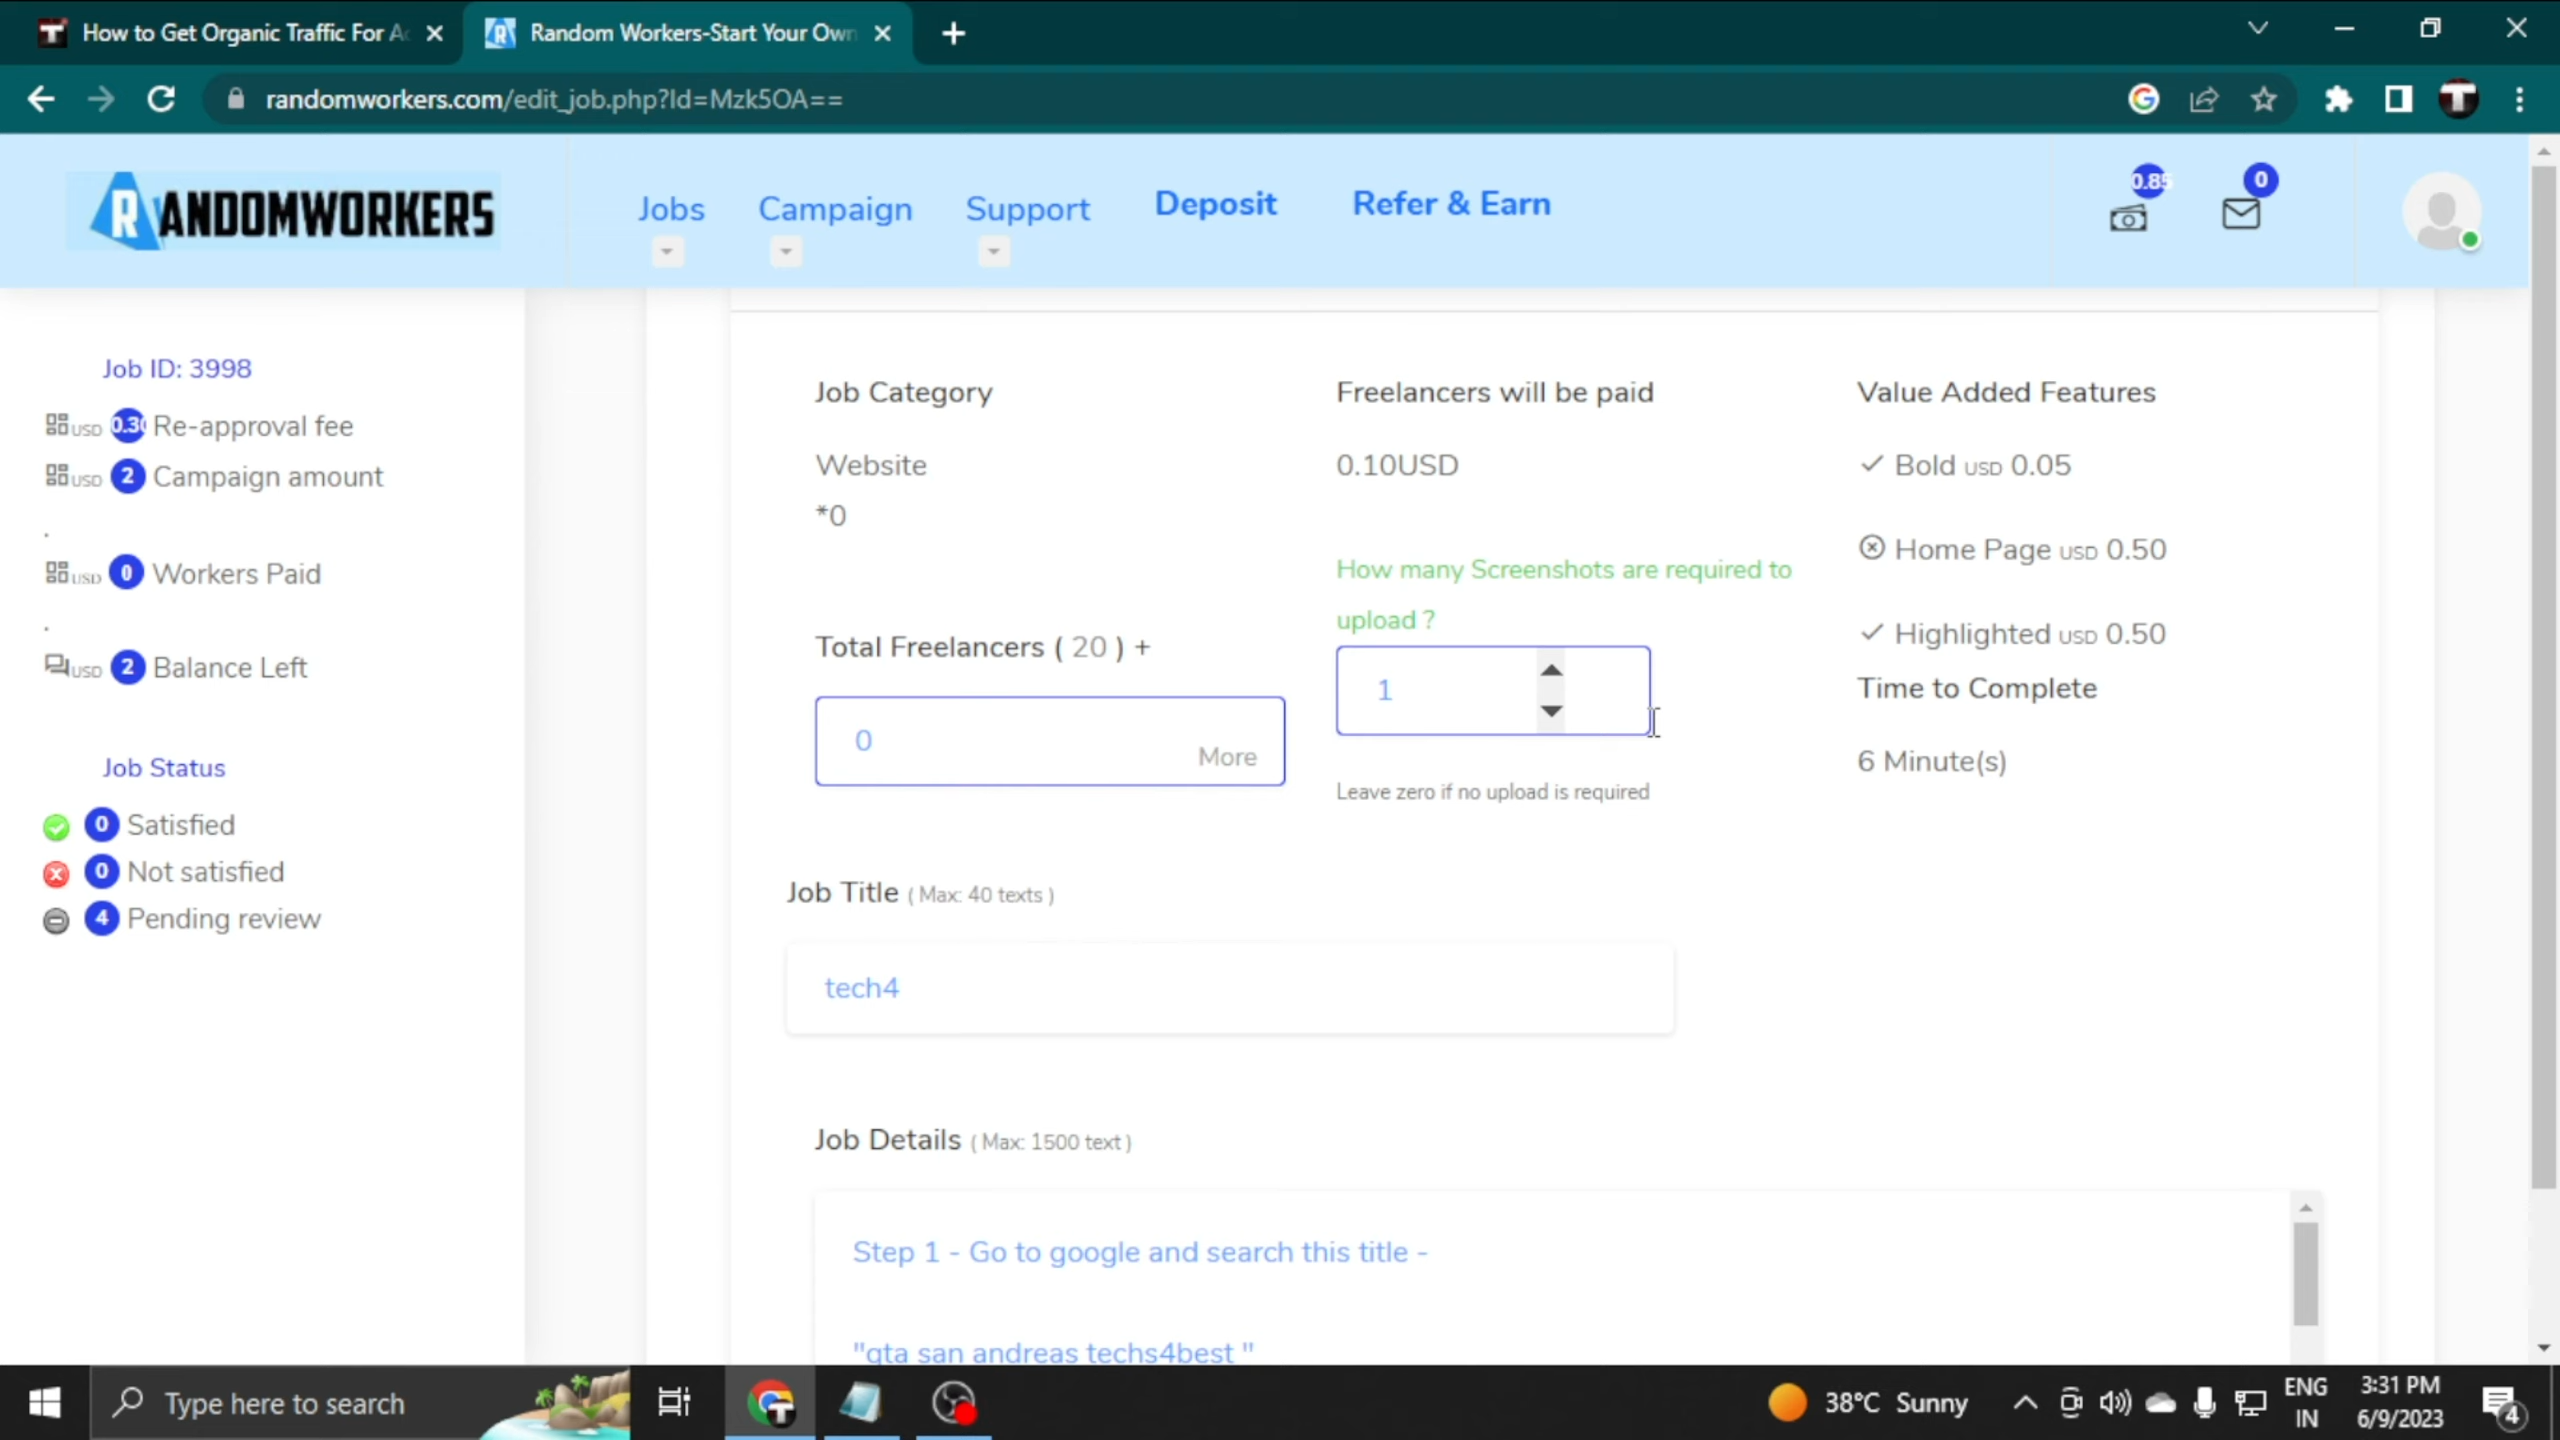 How to Get Organic Traffic For Ac
Random Workers-Start Your Own
randomworkers.com/edit_job.php?Id=Mzk5OA==
RANDOMWORKERS
Jobs
Campaign
Support
Deposit
Refer & Earn
0.85
0
Job ID: 3998
USD 0.30 Re-approval fee
USD 2 Campaign amount
.
USD 0 Workers Paid
.
USD 2 Balance Left
Job Status
0 Satisfied
0 Not satisfied
4 Pending review
Job Category
Website
*0
Total Freelancers ( 20 ) +
0
More
Freelancers will be paid
0.10USD
How many Screenshots are required to
upload ?
1
Leave zero if no upload is required
Value Added Features
Bold USD 0.05
Home Page USD 0.50
Highlighted USD 0.50
Time to Complete
6 Minute(s)
Job Title ( Max: 40 texts )
tech4
Job Details ( Max: 1500 text )
Step 1 - Go to google and search this title -
"gta san andreas techs4best "
Type here to search
38°C Sunny
ENG
IN
3:31 PM
6/9/2023
4